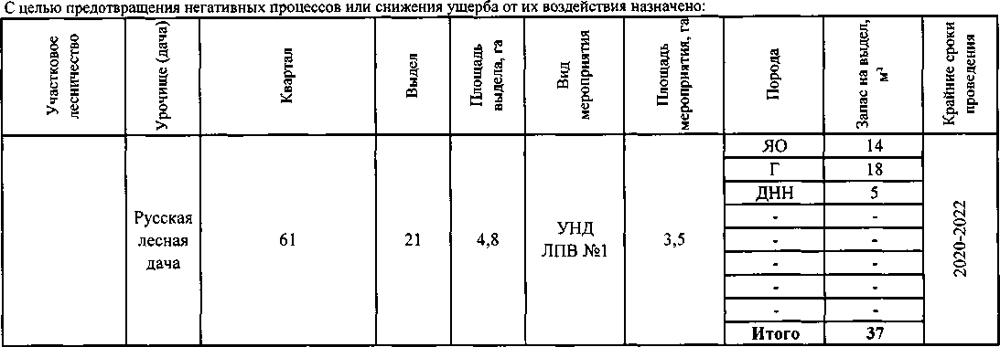 С целью предотвращения негативных процессов или снижения ущерба от их воздействия назначено:
Участковое
лесничество
Урочище (дача)
Квартал
Выдел
Площадь
выдела, га
Вид
мероприятия
Площадь
мероприятия, га
Порода
Запас на выдел,
м³
Крайние сроки
проведения
Русская
лесная
дача
61
21
4,8
УНД
ЛПВ №1
3,5
ЯО 14
Г 18
ДНН 5
- -
- -
- -
- -
- -
Итого 37
2020-2022